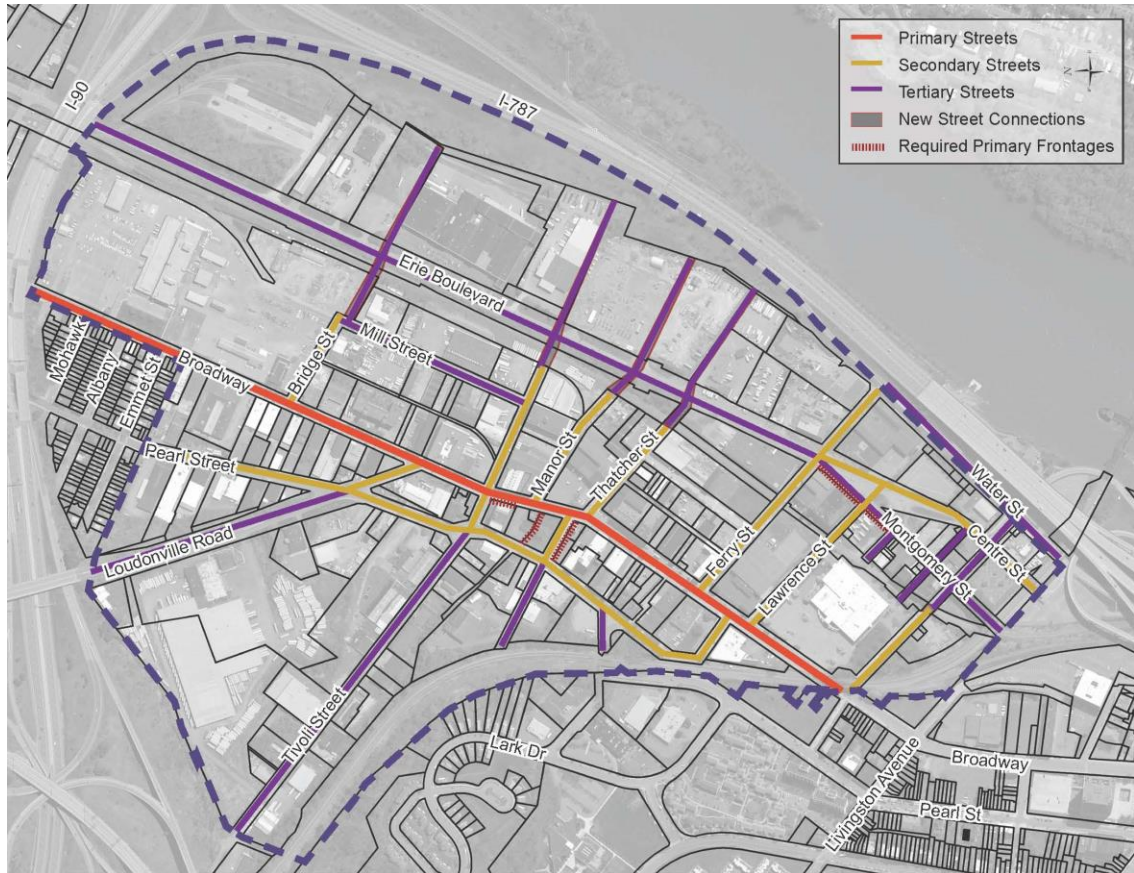 Primary Streets
Secondary Streets
Tertiary Streets
New Street Connections
Required Primary Frontages
N
I-90
I-787
Erie Boulevard
Mohawk
Albany
Emmet St
Broadway
Bridge St
Mill Street
Pearl Street
Manor St
Thatcher St
Loudonville Road
Ferry St
Lawrence St
Montgomery St
Water St
Centre St
Tivoli Street
Lark Dr
Livingston Avenue
Broadway
Pearl St